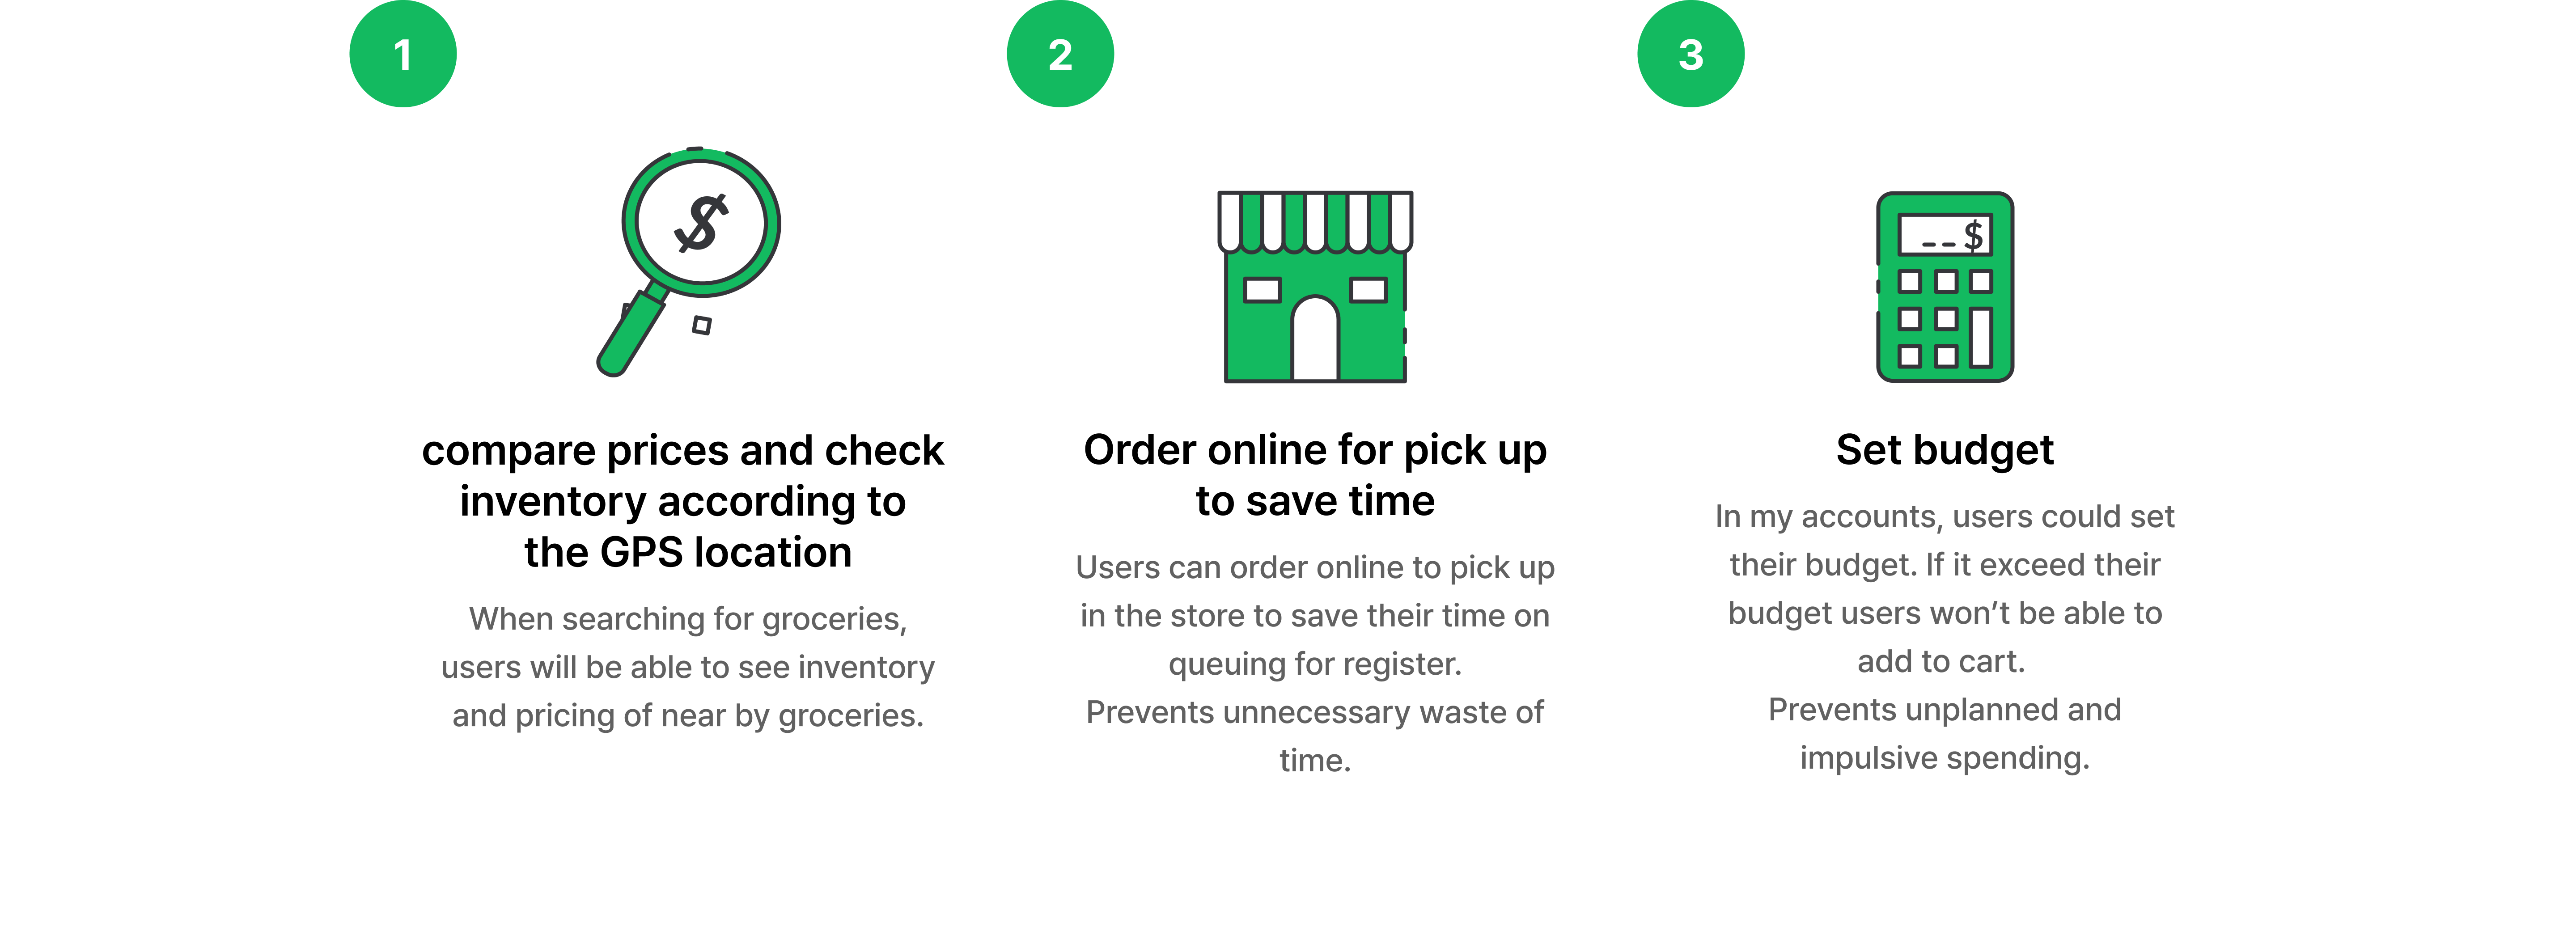 1
compare prices and check
inventory according to
the GPS location
When searching for groceries,
users will be able to see inventory
and pricing of near by groceries.
2
Order online for pick up
to save time
Users can order online to pick up
in the store to save their time on
queuing for register.
Prevents unnecessary waste of
time.
3
Set budget
In my accounts, users could set
their budget. If it exceed their
budget users won’t be able to
add to cart.
Prevents unplanned and
impulsive spending.